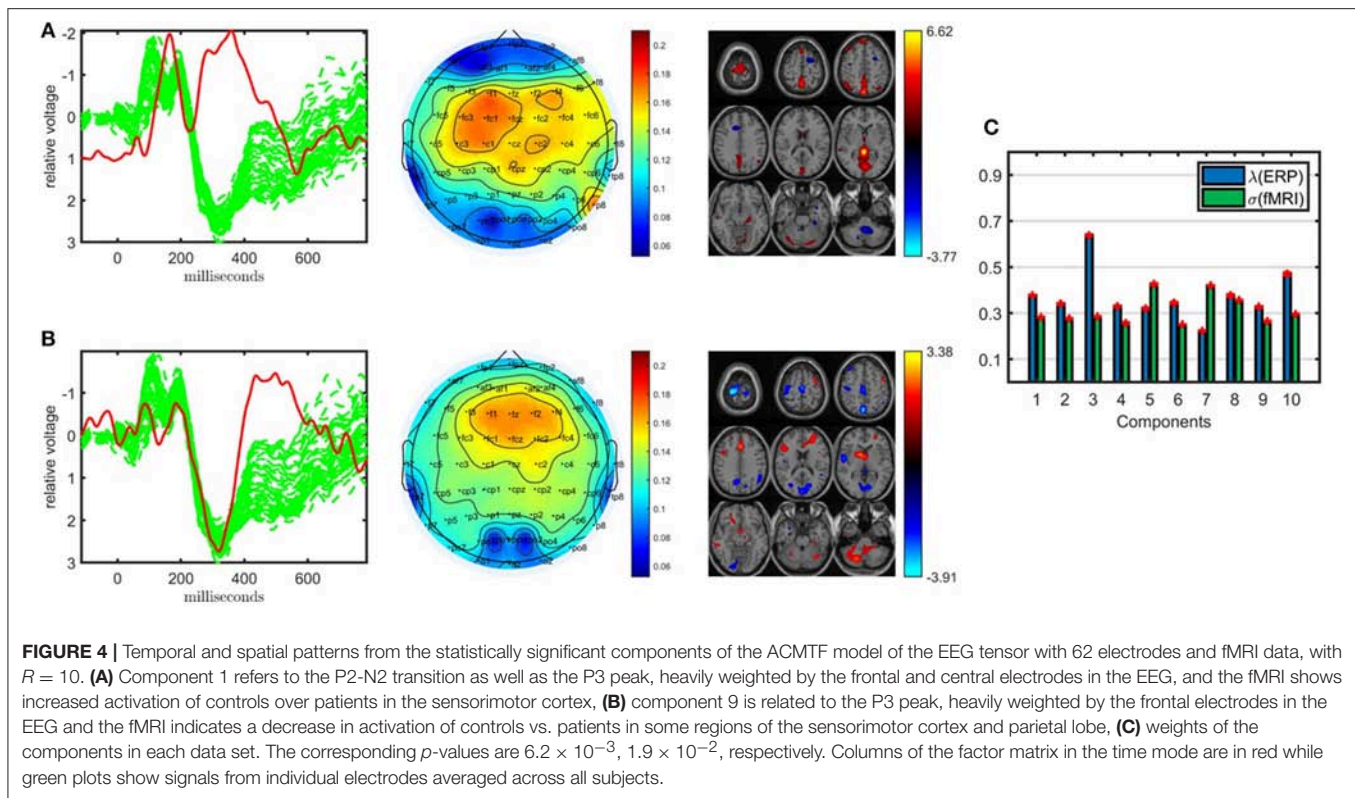 A
-2
-1
0
1
2
3
relative voltage
0 200 400 600
milliseconds
0.2
0.18
0.16
0.14
0.12
0.1
0.08
0.06
6.62
-3.77
B
-1
0
1
2
3
relative voltage
0 200 400 600
milliseconds
0.2
0.18
0.16
0.14
0.12
0.1
0.08
0.06
3.38
-3.91
C
0.9
0.7
0.5
0.3
0.1
λ(ERP)
σ(fMRI)
1 2 3 4 5 6 7 8 9 10
Components
FIGURE 4 | Temporal and spatial patterns from the statistically significant components of the ACMTF model of the EEG tensor with 62 electrodes and fMRI data, with
R = 10. (A) Component 1 refers to the P2-N2 transition as well as the P3 peak, heavily weighted by the frontal and central electrodes in the EEG, and the fMRI shows
increased activation of controls over patients in the sensorimotor cortex, (B) component 9 is related to the P3 peak, heavily weighted by the frontal electrodes in the
EEG and the fMRI indicates a decrease in activation of controls vs. patients in some regions of the sensorimotor cortex and parietal lobe, (C) weights of the
components in each data set. The corresponding p-values are 6.2 × 10⁻³, 1.9 × 10⁻², respectively. Columns of the factor matrix in the time mode are in red while
green plots show signals from individual electrodes averaged across all subjects.